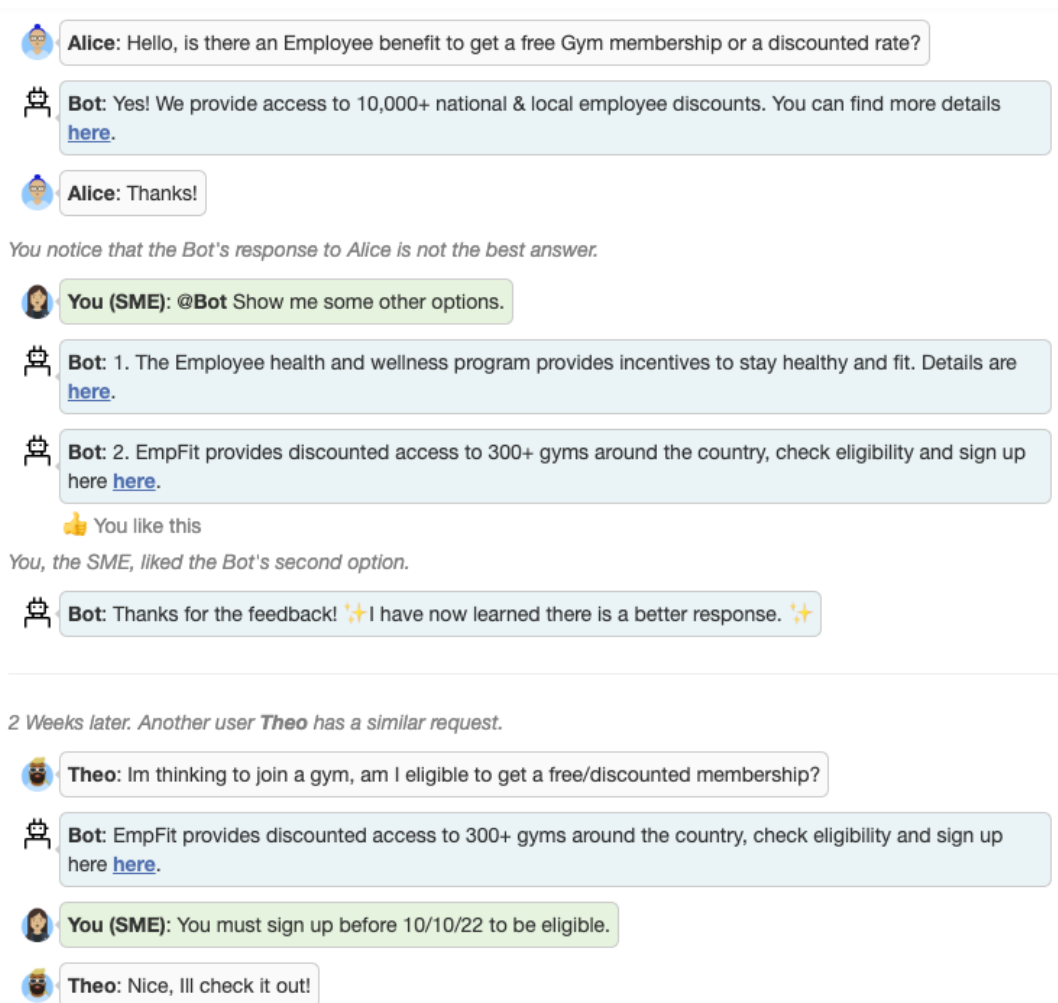 Alice: Hello, is there an Employee benefit to get a free Gym membership or a discounted rate?
Bot: Yes! We provide access to 10,000+ national & local employee discounts. You can find more details
here.
Alice: Thanks!
You notice that the Bot's response to Alice is not the best answer.
You (SME): @Bot Show me some other options.
Bot: 1. The Employee health and wellness program provides incentives to stay healthy and fit. Details are
here.
Bot: 2. EmpFit provides discounted access to 300+ gyms around the country, check eligibility and sign up
here here.
👍 You like this
You, the SME, liked the Bot's second option.
Bot: Thanks for the feedback! ✨I have now learned there is a better response. ✨
2 Weeks later. Another user Theo has a similar request.
Theo: Im thinking to join a gym, am I eligible to get a free/discounted membership?
Bot: EmpFit provides discounted access to 300+ gyms around the country, check eligibility and sign up
here here.
You (SME): You must sign up before 10/10/22 to be eligible.
Theo: Nice, Ill check it out!